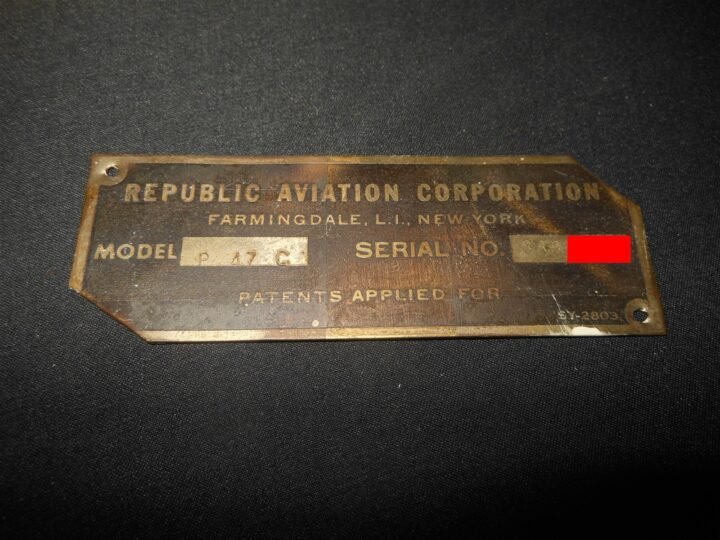 REPUBLIC AVIATION CORPORATION
FARMINGDALE, L.I., NEW YORK
MODEL P 47 C SERIAL NO.
PATENTS APPLIED FOR
SY-2803